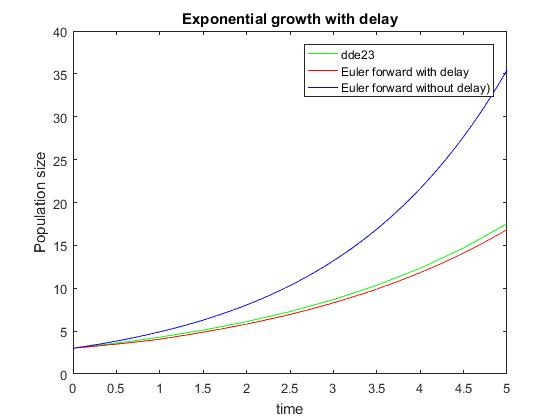 Exponential growth with delay
40
35
30
25
20
15
10
5
0
Population size
dde23
Euler forward with delay
Euler forward without delay)
0 0.5 1 1.5 2 2.5 3 3.5 4 4.5 5
time